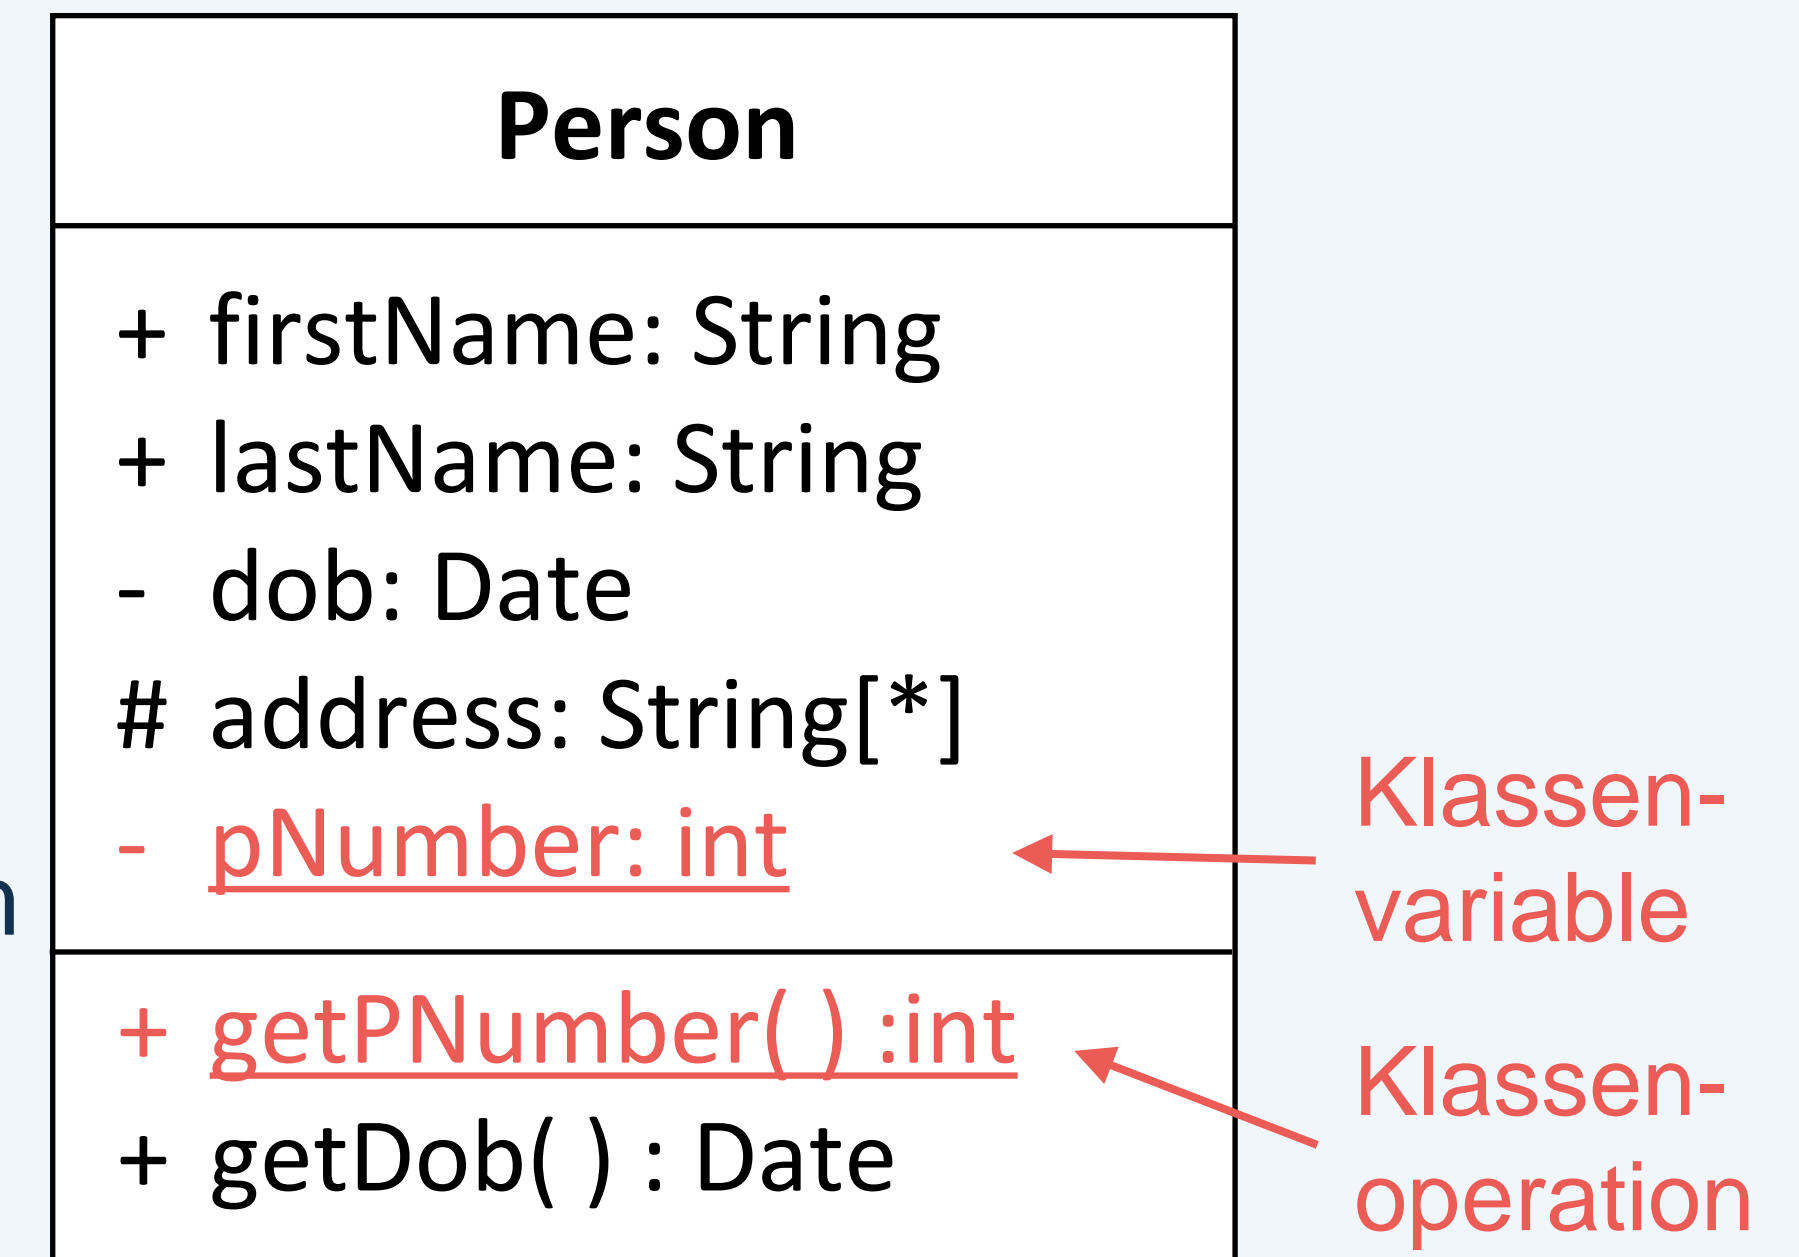 Person
+ firstName: String
+ lastName: String
- dob: Date
# address: String[*]
- pNumber: int
Klassen-
variable
n
+ getPNumber( ) :int
+ getDob( ) : Date
Klassen-
operation